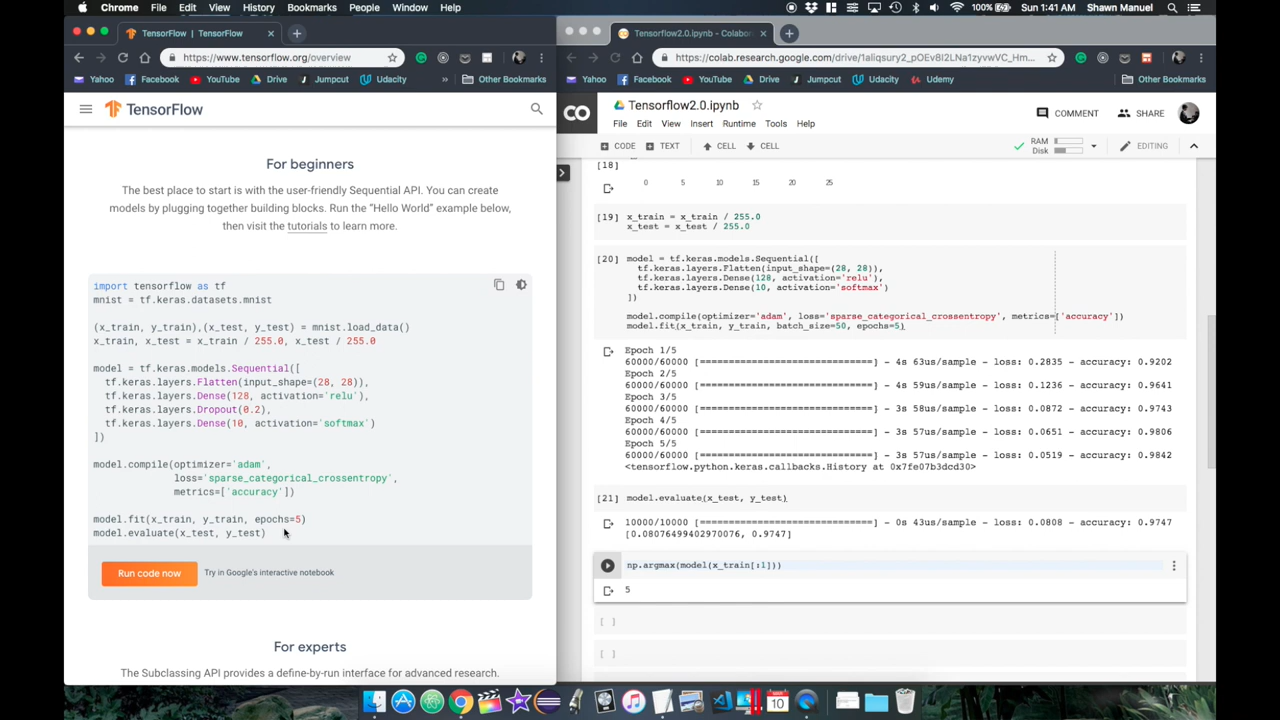 Chrome File Edit View History Bookmarks People Window Help 100% Sun 1:41 AM Shawn Manuel
TensorFlow | TensorFlow
https://www.tensorflow.org/overview
Yahoo Facebook YouTube Drive Jumpcut Udacity » Other Bookmarks
TensorFlow
For beginners
The best place to start is with the user-friendly Sequential API. You can create
models by plugging together building blocks. Run the “Hello World” example below,
then visit the tutorials to learn more.
import tensorflow as tf
mnist = tf.keras.datasets.mnist
(x_train, y_train),(x_test, y_test) = mnist.load_data()
x_train, x_test = x_train / 255.0, x_test / 255.0
model = tf.keras.models.Sequential([
tf.keras.layers.Flatten(input_shape=(28, 28)),
tf.keras.layers.Dense(128, activation='relu'),
tf.keras.layers.Dropout(0.2),
tf.keras.layers.Dense(10, activation='softmax')
])
model.compile(optimizer='adam',
loss='sparse_categorical_crossentropy',
metrics=['accuracy'])
model.fit(x_train, y_train, epochs=5)
model.evaluate(x_test, y_test)
Run code now Try in Google's interactive notebook
For experts
The Subclassing API provides a define-by-run interface for advanced research.
Tensorflow2.0.ipynb - Colabor
Yahoo Facebook YouTube Drive Jumpcut Udacity Udemy Other Bookmarks
CO Tensorflow2.0.ipynb
COMMENT SHARE
File Edit View Insert Runtime Tools Help
CODE TEXT CELL CELL RAM Disk EDITING
[18]
0 5 10 15 20 25
[19] x_train = x_train / 255.0
x_test = x_test / 255.0
[20] model = tf.keras.models.Sequential([
tf.keras.layers.Flatten(input_shape=(28, 28)),
tf.keras.layers.Dense(128, activation='relu'),
tf.keras.layers.Dense(10, activation='softmax')
])
model.compile(optimizer='adam', loss='sparse_categorical_crossentropy', metrics=['accuracy'])
model.fit(x_train, y_train, batch_size=50, epochs=5)
Epoch 1/5
60000/60000 [==============================] - 4s 63us/sample - loss: 0.2835 - accuracy: 0.9202
Epoch 2/5
60000/60000 [==============================] - 4s 59us/sample - loss: 0.1236 - accuracy: 0.9641
Epoch 3/5
60000/60000 [==============================] - 3s 58us/sample - loss: 0.0872 - accuracy: 0.9743
Epoch 4/5
60000/60000 [==============================] - 3s 57us/sample - loss: 0.0651 - accuracy: 0.9806
Epoch 5/5
60000/60000 [==============================] - 3s 57us/sample - loss: 0.0519 - accuracy: 0.9842
<tensorflow.python.keras.callbacks.History at 0x7fe07b3dcd30>
[21] model.evaluate(x_test, y_test)
10000/10000 [==============================] - 0s 43us/sample - loss: 0.0808 - accuracy: 0.9747
[0.08076499402970076, 0.9747]
np.argmax(model(x_train[:1]))
5
[ ]
[ ]
10